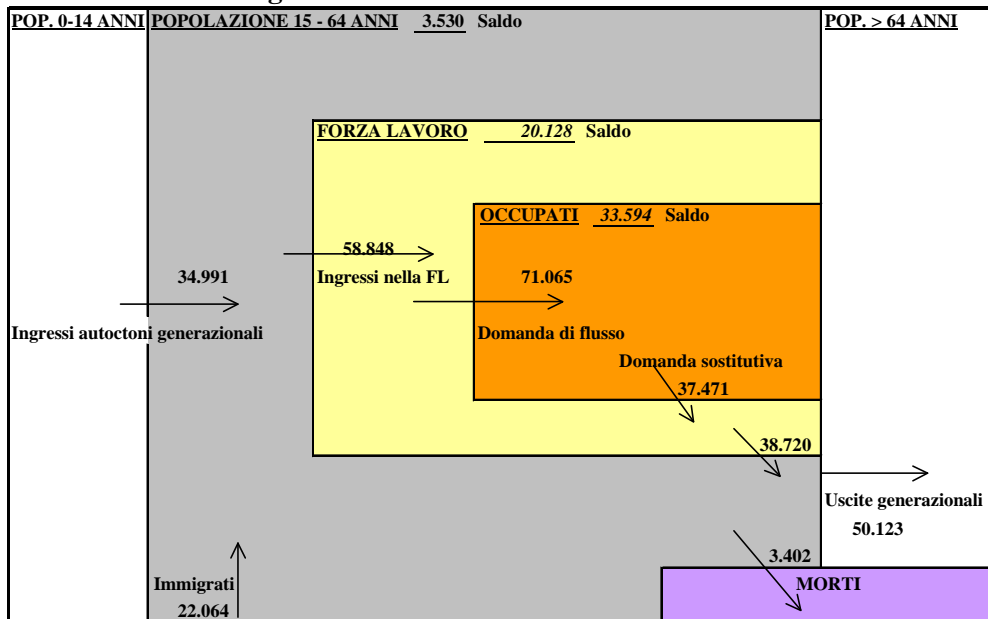 POP. 0-14 ANNI POPOLAZIONE 15 - 64 ANNI 3.530 Saldo POP. > 64 ANNI
FORZA LAVORO 20.128 Saldo
OCCUPATI 33.594 Saldo
58.848
34.991 Ingressi nella FL 71.065
Ingressi autoctoni generazionali Domanda di flusso
Domanda sostitutiva
37.471
38.720
Uscite generazionali
50.123
3.402
Immigrati MORTI
22.064